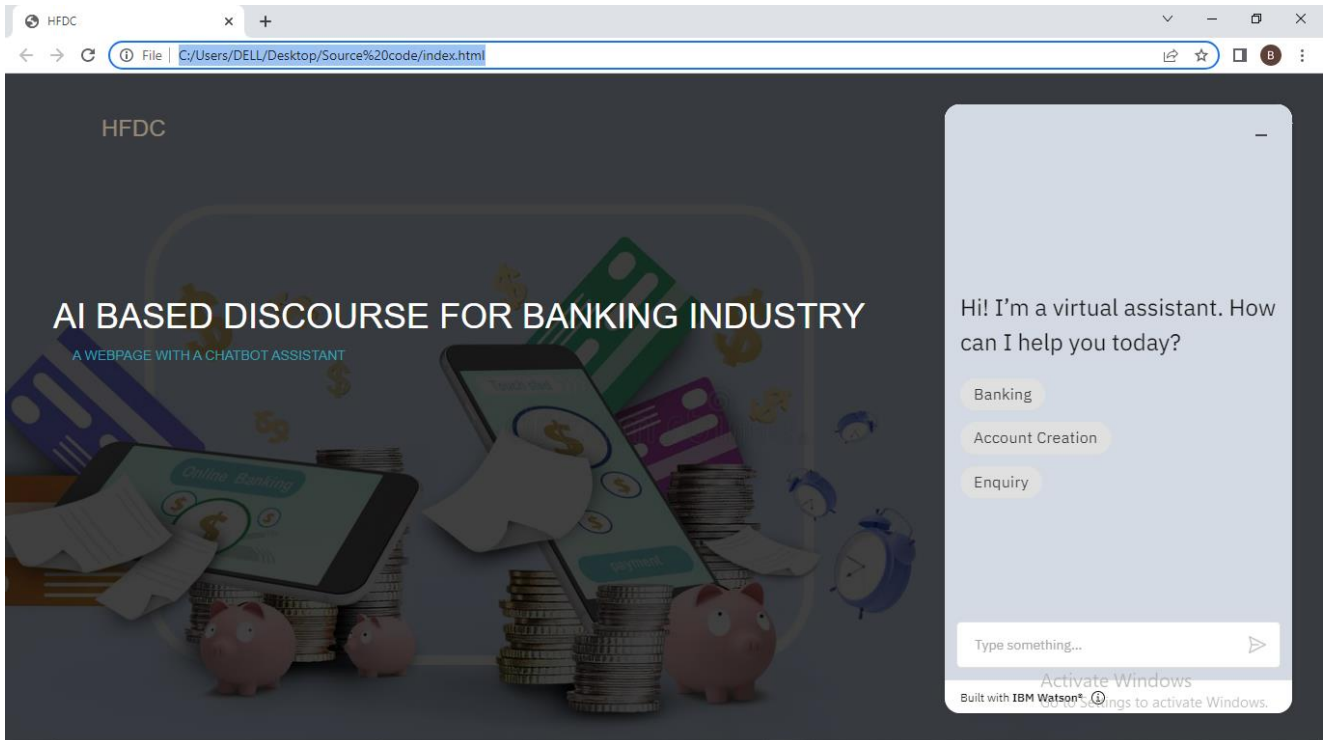 HFDC
File | C:/Users/DELL/Desktop/Source%20code/index.html
B
HFDC
AI BASED DISCOURSE FOR BANKING INDUSTRY
A WEBPAGE WITH A CHATBOT ASSISTANT
Online Banking
payment
Hi! I’m a virtual assistant. How
can I help you today?
Banking
Account Creation
Enquiry
Type something...
Activate Windows
Built with IBM Watson®
Go to Settings to activate Windows.